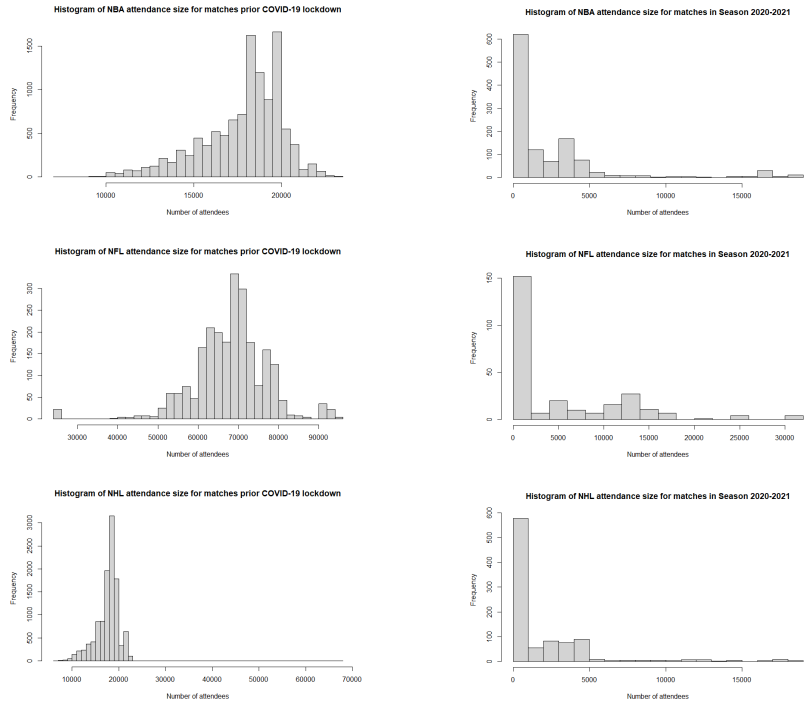 Histogram of NBA attendance size for matches prior COVID-19 lockdown
Frequency
0 500 1000 1500
10000 15000 20000
Number of attendees
Histogram of NBA attendance size for matches in Season 2020-2021
Frequency
0 100 200 300 400 500 600
0 5000 10000 15000
Number of attendees
Histogram of NFL attendance size for matches prior COVID-19 lockdown
Frequency
0 50 100 150 200 250 300
30000 40000 50000 60000 70000 80000 90000
Number of attendees
Histogram of NFL attendance size for matches in Season 2020-2021
Frequency
0 50 100 150
0 5000 10000 15000 20000 25000 30000
Number of attendees
Histogram of NHL attendance size for matches prior COVID-19 lockdown
Frequency
0 500 1000 1500 2000 2500 3000
10000 20000 30000 40000 50000 60000 70000
Number of attendees
Histogram of NHL attendance size for matches in Season 2020-2021
Frequency
0 100 200 300 400 500 600
0 5000 10000 15000
Number of attendees